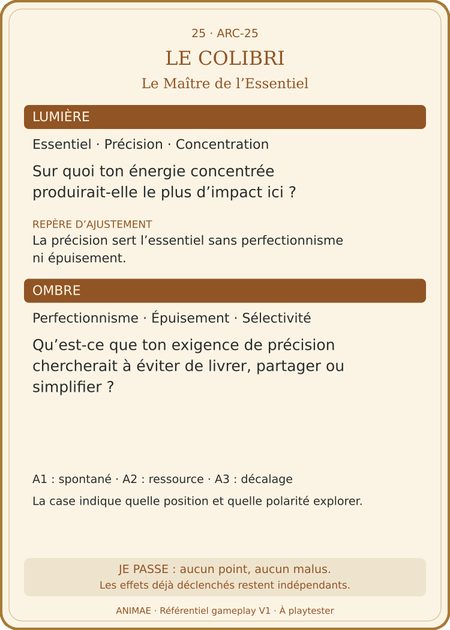 25 · ARC-25
LE COLIBRI
Le Maître de l’Essentiel
LUMIÈRE
Essentiel · Précision · Concentration
Sur quoi ton énergie concentrée
produirait-elle le plus d’impact ici ?
REPÈRE D’AJUSTEMENT
La précision sert l’essentiel sans perfectionnisme
ni épuisement.
OMBRE
Perfectionnisme · Épuisement · Sélectivité
Qu’est-ce que ton exigence de précision
chercherait à éviter de livrer, partager ou
simplifier ?
A1 : spontané · A2 : ressource · A3 : décalage
La case indique quelle position et quelle polarité explorer.
JE PASSE : aucun point, aucun malus.
Les effets déjà déclenchés restent indépendants.
ANIMAE · Référentiel gameplay V1 · À playtester